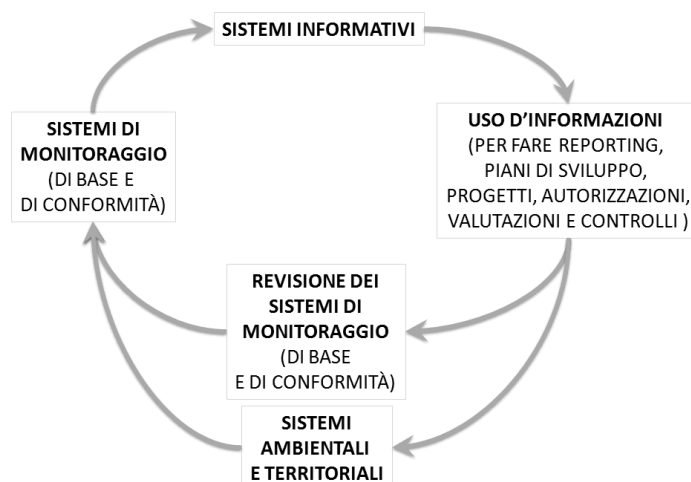 SISTEMI INFORMATIVI
SISTEMI DI
MONITORAGGIO
(DI BASE E
DI CONFORMITÀ)
USO D’INFORMAZIONI
(PER FARE REPORTING,
PIANI DI SVILUPPO,
PROGETTI, AUTORIZZAZIONI,
VALUTAZIONI E CONTROLLI )
REVISIONE DEI
SISTEMI DI
MONITORAGGIO
(DI BASE
E DI CONFORMITÀ)
SISTEMI
AMBIENTALI
E TERRITORIALI